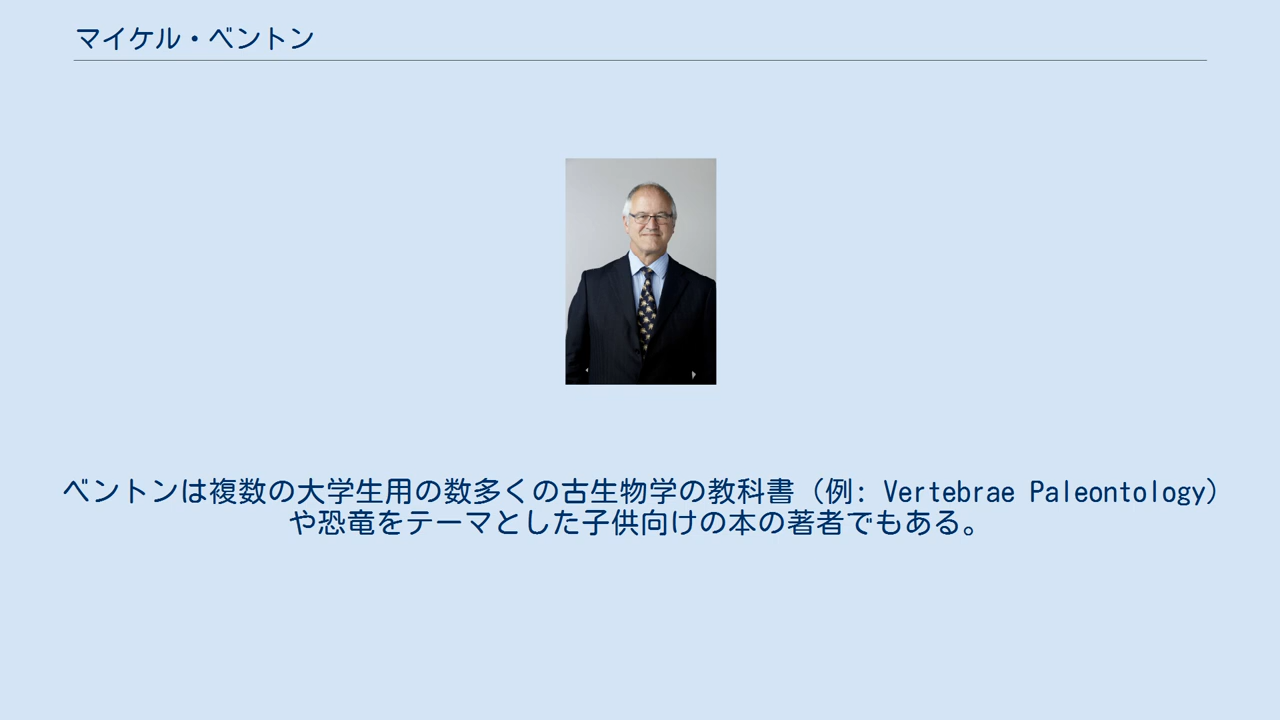 マイケル・ベントン
ベントンは複数の大学生用の数多くの古生物学の教科書（例: Vertebrae Paleontology）
や恐竜をテーマとした子供向けの本の著者でもある。